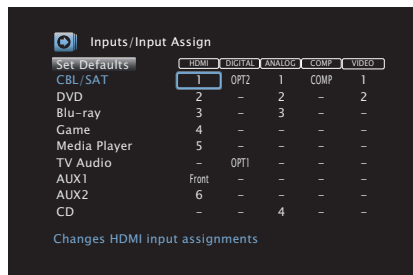 Inputs/Input Assign
Set Defaults HDMI DIGITAL ANALOG COMP VIDEO
CBL/SAT 1 OPT2 1 COMP 1
DVD 2 – 2 – 2
Blu-ray 3 – 3 – –
Game 4 – – – –
Media Player 5 – – – –
TV Audio – OPT1 – – –
AUX1 Front – – – –
AUX2 6 – – – –
CD – – 4 – –
Changes HDMI input assignments